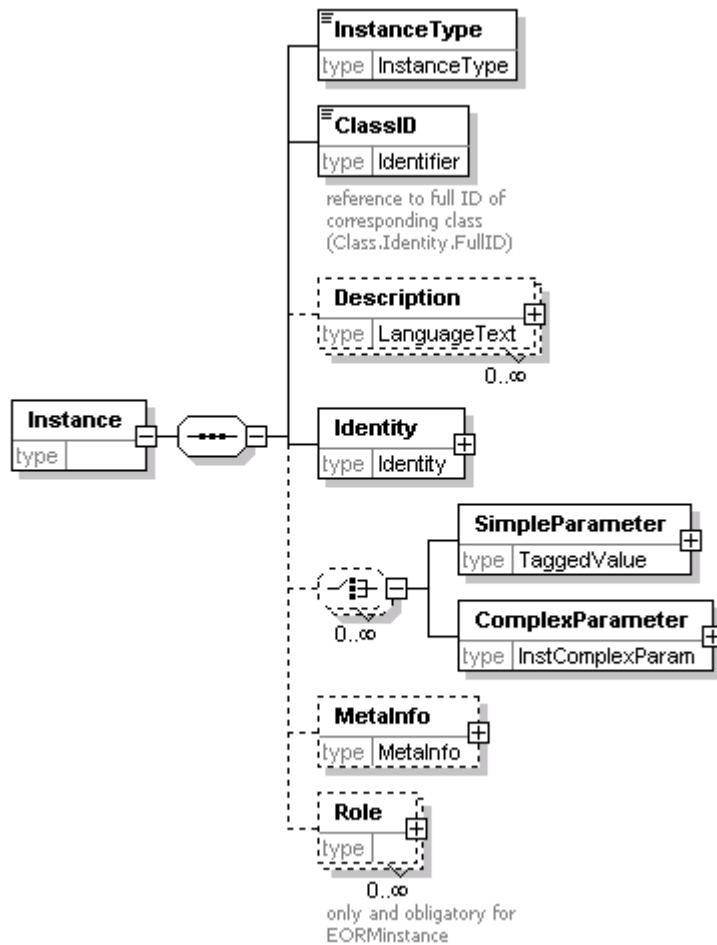 InstanceType
type InstanceType
ClassID
type Identifier
reference to full ID of
corresponding class
(Class.Identity.FullID)
Description
type LanguageText
0..∞
Instance
type
Identity
type Identity
SimpleParameter
type TaggedValue
0..∞
ComplexParameter
type InstComplexParam
MetaInfo
type MetaInfo
Role
type
0..∞
only and obligatory for
EORMinstance